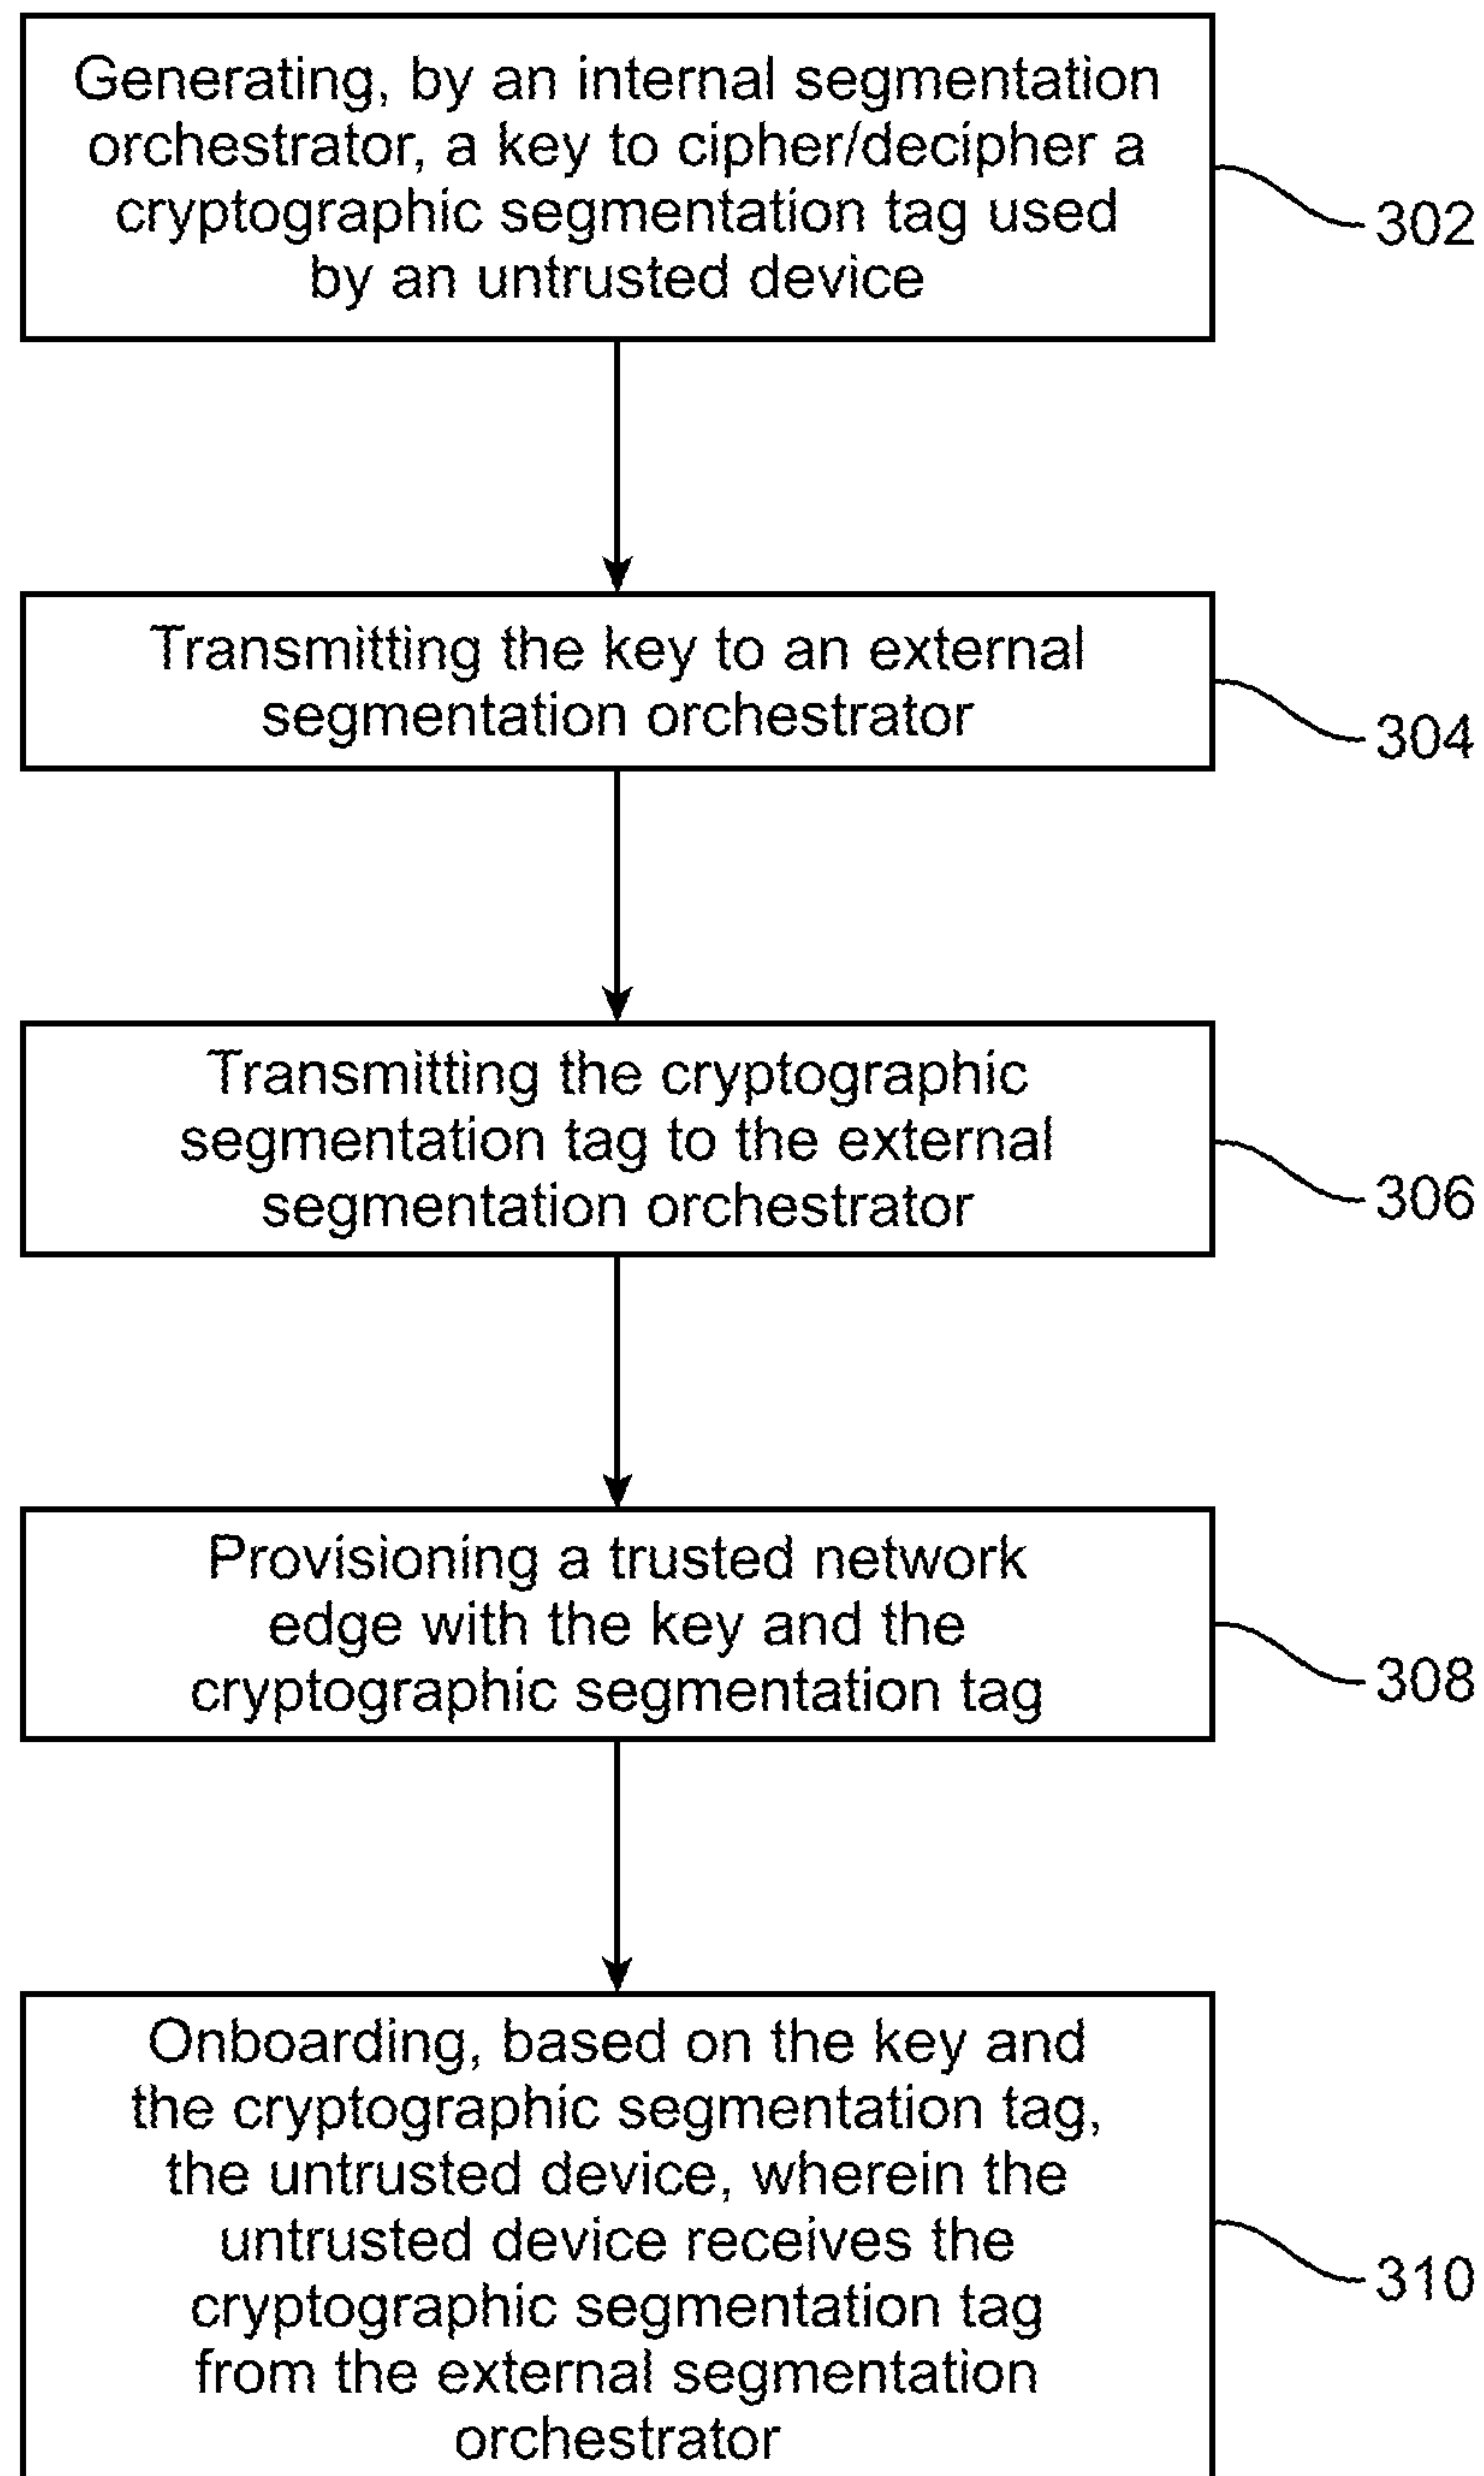 Generating, by an internal segmentation
orchestrator, a key to cipher/decipher a
cryptographic segmentation tag used
by an untrusted device
302
Transmitting the key to an external
segmentation orchestrator
304
Transmitting the cryptographic
segmentation tag to the external
segmentation orchestrator
306
Provisioning a trusted network
edge with the key and the
cryptographic segmentation tag
308
Onboarding, based on the key and
the cryptographic segmentation tag,
the untrusted device, wherein the
untrusted device receives the
cryptographic segmentation tag
from the external segmentation
orchestrator
310